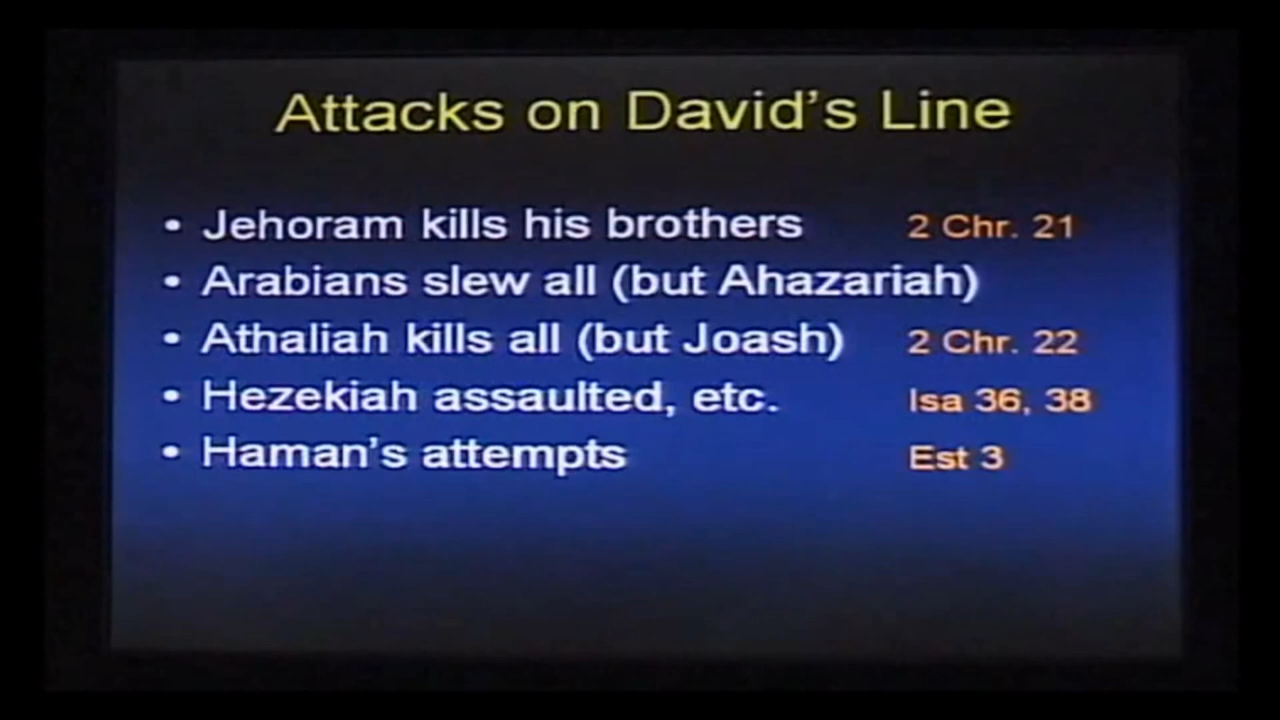 Attacks on David's Line
• Jehoram kills his brothers 2 Chr. 21
• Arabians slew all (but Ahazariah)
• Athaliah kills all (but Joash) 2 Chr. 22
• Hezekiah assaulted, etc. Isa 36, 38
• Haman's attempts Est 3